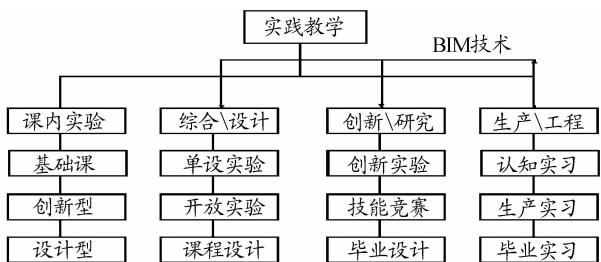 实践教学
BIM技术
课内实验 综合\设计 创新\研究 生产\工程
基础课 单设实验 创新实验 认知实习
创新型 开放实验 技能竞赛 生产实习
设计型 课程设计 毕业设计 毕业实习